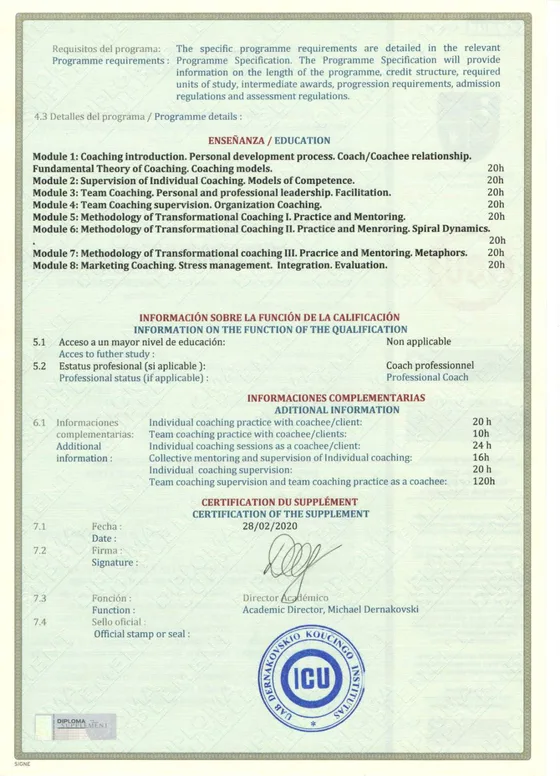 Requisitos del programa: The specific programme requirements are detailed in the relevant
Programme requirements : Programme Specification. The Programme Specification will provide
information on the length of the programme, credit structure, required
units of study, intermediate awards, progression requirements, admission
regulations and assessment regulations.
4.3 Detalles del programa / Programme details :
ENSEÑANZA / EDUCATION
Module 1: Coaching introduction. Personal development process. Coach/Coachee relationship.
Fundamental Theory of Coaching. Coaching models. 20h
Module 2: Supervision of Individual Coaching. Models of Competence. 20h
Module 3: Team Coaching. Personal and professional leadership. Facilitation. 20h
Module 4: Team Coaching supervision. Organization Coaching. 20h
Module 5: Methodology of Transformational Coaching I. Practice and Mentoring. 20h
Module 6: Methodology of Transformational Coaching II. Practice and Menroring. Spiral Dynamics.
. 20h
Module 7: Methodology of Transformational coaching III. Pracrice and Mentoring. Metaphors. 20h
Module 8: Marketing Coaching. Stress management. Integration. Evaluation. 20h
INFORMACIÓN SOBRE LA FUNCIÓN DE LA CALIFICACIÓN
INFORMATION ON THE FUNCTION OF THE QUALIFICATION
5.1 Acceso a un mayor nivel de educación: Non applicable
Acces to futher study :
5.2 Estatus profesional (si aplicable ): Coach professionnel
Professional status (if applicable) : Professional Coach
INFORMACIONES COMPLEMENTARIAS
ADITIONAL INFORMATION
6.1 Informaciones Individual coaching practice with coachee/client: 20 h
complementarias: Team coaching practice with coachee/clients: 10h
Additional Individual coaching sessions as a coachee/client: 24 h
information : Collective mentoring and supervision of Individual coaching: 16h
Individual coaching supervision: 20 h
Team coaching supervision and team coaching practice as a coachee: 120h
CERTIFICATION DU SUPPLÉMENT
CERTIFICATION OF THE SUPPLEMENT
7.1 Fecha : 28/02/2020
Date :
7.2 Firma :
Signature :
7.3 Fonción : Director Académico
Function : Academic Director, Michael Dernakovski
7.4 Sello oficial :
Official stamp or seal :
UAB DERNAKOVSKIO KOUCINGO INSTITUTAS
ICU
*
DIPLOMA
SUPPLEMENT
SIGNE